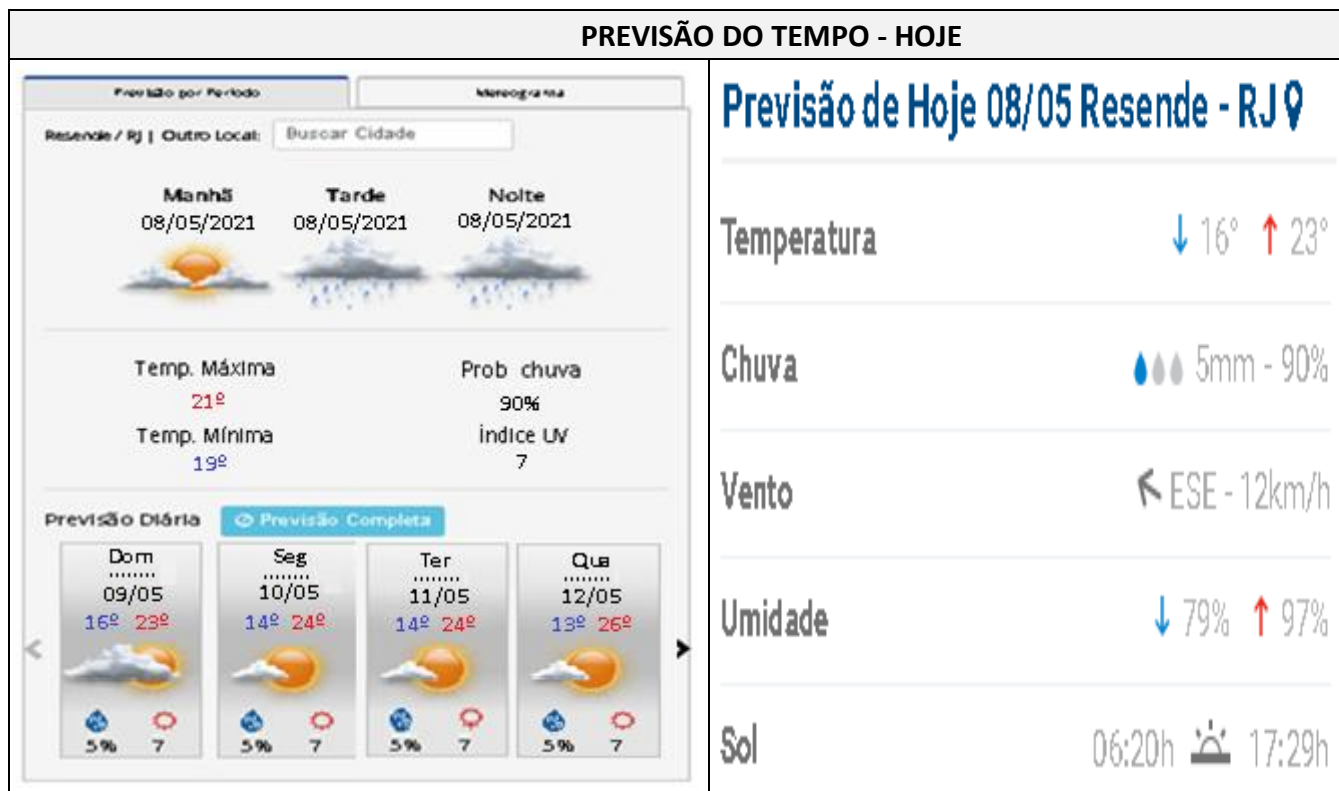 PREVISÃO DO TEMPO - HOJE
Previsão por Período
Meteograma
Resende / RJ | Outro Local: Buscar Cidade
Manhã Tarde Noite
08/05/2021 08/05/2021 08/05/2021
Temp. Máxima Prob chuva
21º 90%
Temp. Mínima Índice UV
19º 7
Previsão Diária Previsão Completa
Dom Seg Ter Qua
09/05 10/05 11/05 12/05
16º 23º 14º 24º 14º 24º 13º 26º
5% 7 5% 7 5% 7 5% 7
Previsão de Hoje 08/05 Resende - RJ
Temperatura 16° 23°
Chuva 5mm - 90%
Vento ESE - 12km/h
Umidade 79% 97%
Sol 06:20h 17:29h